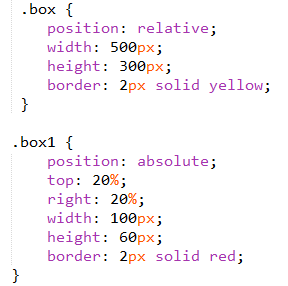 .box {
position: relative;
width: 500px;
height: 300px;
border: 2px solid yellow;
}
.box1 {
position: absolute;
top: 20%;
right: 20%;
width: 100px;
height: 60px;
border: 2px solid red;
}